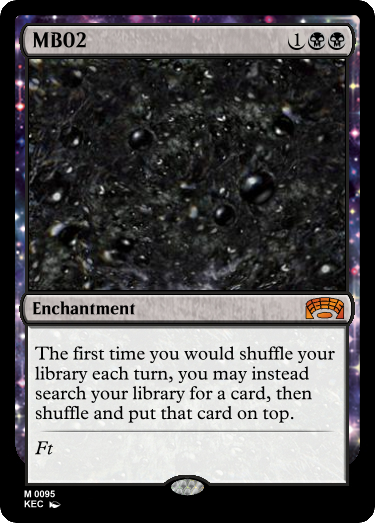 MB02 1
Enchantment
The first time you would shuffle your
library each turn, you may instead
search your library for a card, then
shuffle and put that card on top.
Ft
M 0095
KEC